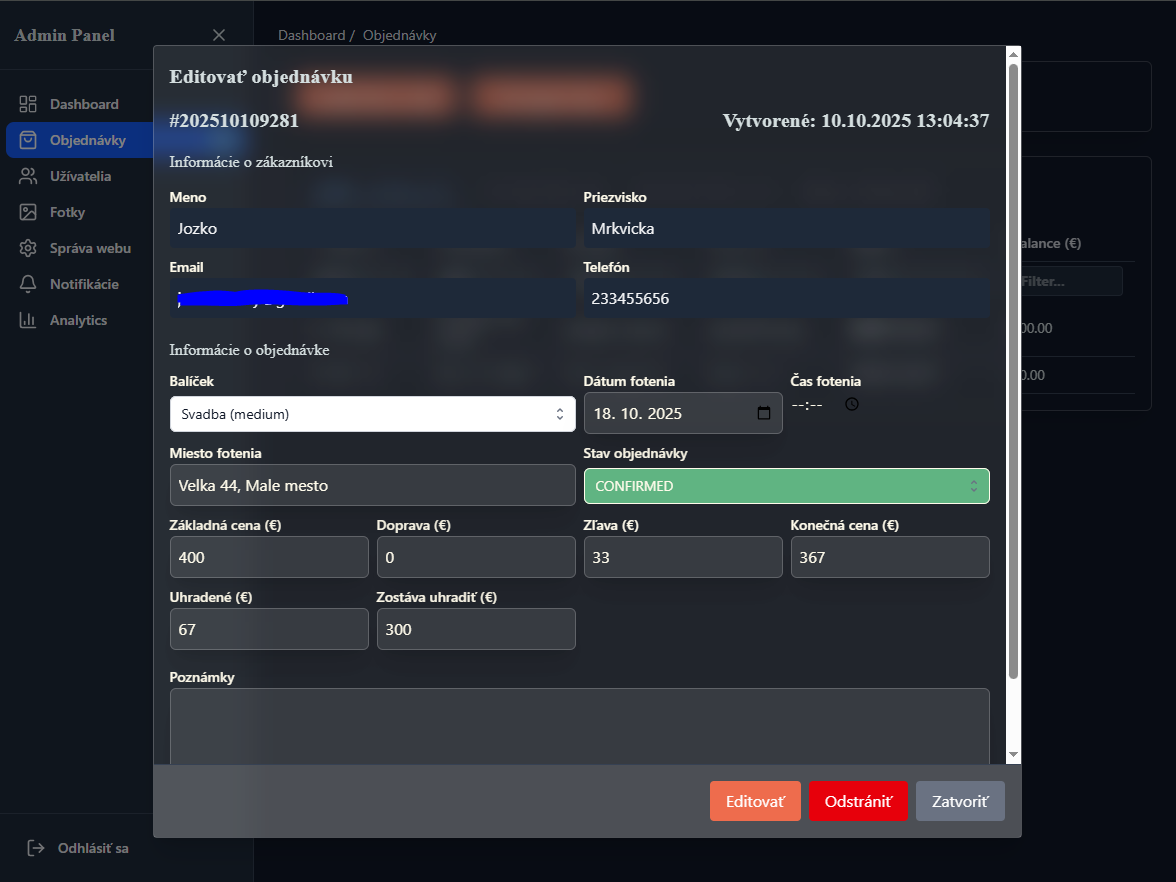 Admin Panel
Dashboard / Objednávky
Dashboard
Objednávky
Užívatelia
Fotky
Správa webu
Notifikácie
Analytics
Odhlásiť sa
Editovať objednávku
#202510109281
Vytvorené: 10.10.2025 13:04:37
Informácie o zákazníkovi
Meno
Priezvisko
Jozko
Mrkvicka
Email
Telefón
233455656
Informácie o objednávke
Balíček
Dátum fotenia
Čas fotenia
Svadba (medium)
18. 10. 2025
--:--
Miesto fotenia
Stav objednávky
Velka 44, Male mesto
CONFIRMED
Základná cena (€)
Doprava (€)
Zľava (€)
Konečná cena (€)
400
0
33
367
Uhradené (€)
Zostáva uhradiť (€)
67
300
Poznámky
Editovať
Odstrániť
Zatvoriť
alance (€)
Filter...
00.00
0.00